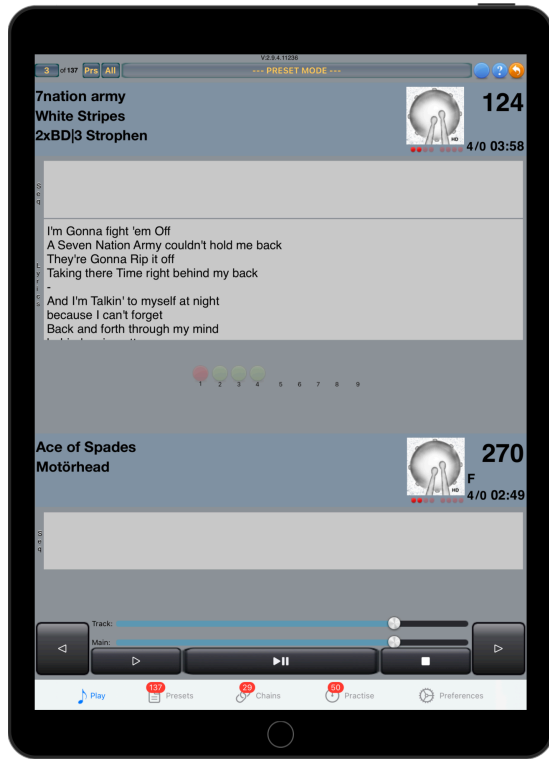 V:2.9.4.11236
3 of 137 Prs All --- PRESET MODE --- ?
7nation army
White Stripes
2xBD|3 Strophen
124
HD
4/0 03:58
Seq
I'm Gonna fight 'em Off
A Seven Nation Army couldn't hold me back
They're Gonna Rip it off
Taking there Time right behind my back
-
And I'm Talkin' to myself at night
because I can't forget
Back and forth through my mind
Lyrics
1 2 3 4 5 6 7 8 9
Ace of Spades
Motörhead
270
F
HD
4/0 02:49
Seq
Track:
Main:
Play
137 Presets
29 Chains
50 Practise
Preferences